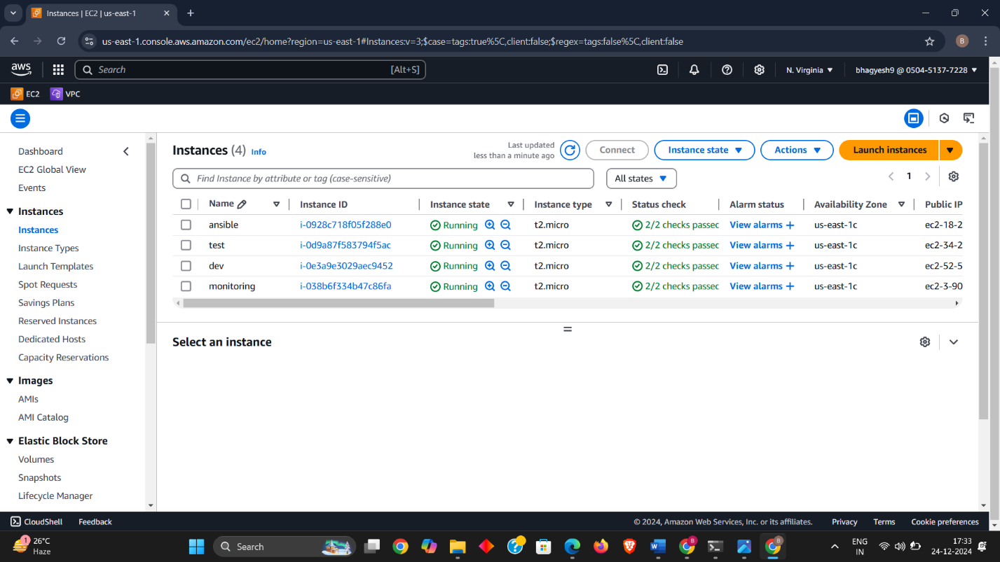 Instances | EC2 | us-east-1
us-east-1.console.aws.amazon.com/ec2/home?region=us-east-1#Instances:v=3;$case=tags:true%5C,client:false;$regex=tags:false%5C,client:false
B
aws
Search [Alt+S]
N. Virginia
bhagyesh9 @ 0504-5137-7228
EC2
VPC
Dashboard
EC2 Global View
Events
Instances
Instances
Instance Types
Launch Templates
Spot Requests
Savings Plans
Reserved Instances
Dedicated Hosts
Capacity Reservations
Images
AMIs
AMI Catalog
Elastic Block Store
Volumes
Snapshots
Lifecycle Manager
Instances (4) Info
Last updated
less than a minute ago
Connect
Instance state
Actions
Launch instances
Find Instance by attribute or tag (case-sensitive)
All states
1
Name Instance ID Instance state Instance type Status check Alarm status Availability Zone Public IP
ansible i-0928c718f05f288e0 Running t2.micro 2/2 checks passec View alarms + us-east-1c ec2-18-2
test i-0d9a87f583794f5ac Running t2.micro 2/2 checks passec View alarms + us-east-1c ec2-34-2
dev i-0e3a9e3029aec9452 Running t2.micro 2/2 checks passec View alarms + us-east-1c ec2-52-5
monitoring i-038b6f334b47c86fa Running t2.micro 2/2 checks passec View alarms + us-east-1c ec2-3-90
Select an instance
CloudShell
Feedback
© 2024, Amazon Web Services, Inc. or its affiliates.
Privacy
Terms
Cookie preferences
1
26°C
Haze
Search
B
B
ENG
IN
17:33
24-12-2024